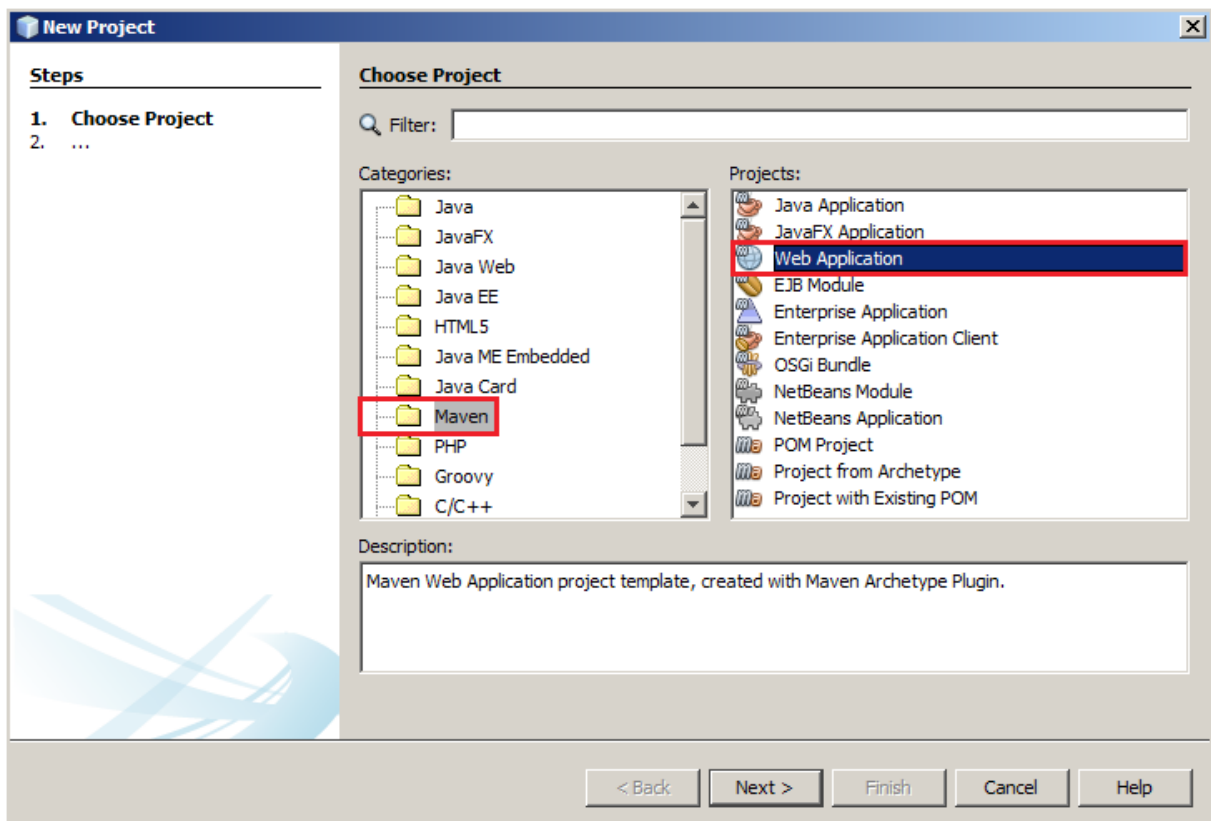 New Project
Steps
1. Choose Project
2. ...
Choose Project
Filter:
Categories:
Java
JavaFX
Java Web
Java EE
HTML5
Java ME Embedded
Java Card
Maven
PHP
Groovy
C/C++
Projects:
Java Application
JavaFX Application
Web Application
EJB Module
Enterprise Application
Enterprise Application Client
OSGi Bundle
NetBeans Module
NetBeans Application
POM Project
Project from Archetype
Project with Existing POM
Description:
Maven Web Application project template, created with Maven Archetype Plugin.
< Back Next > Finish Cancel Help